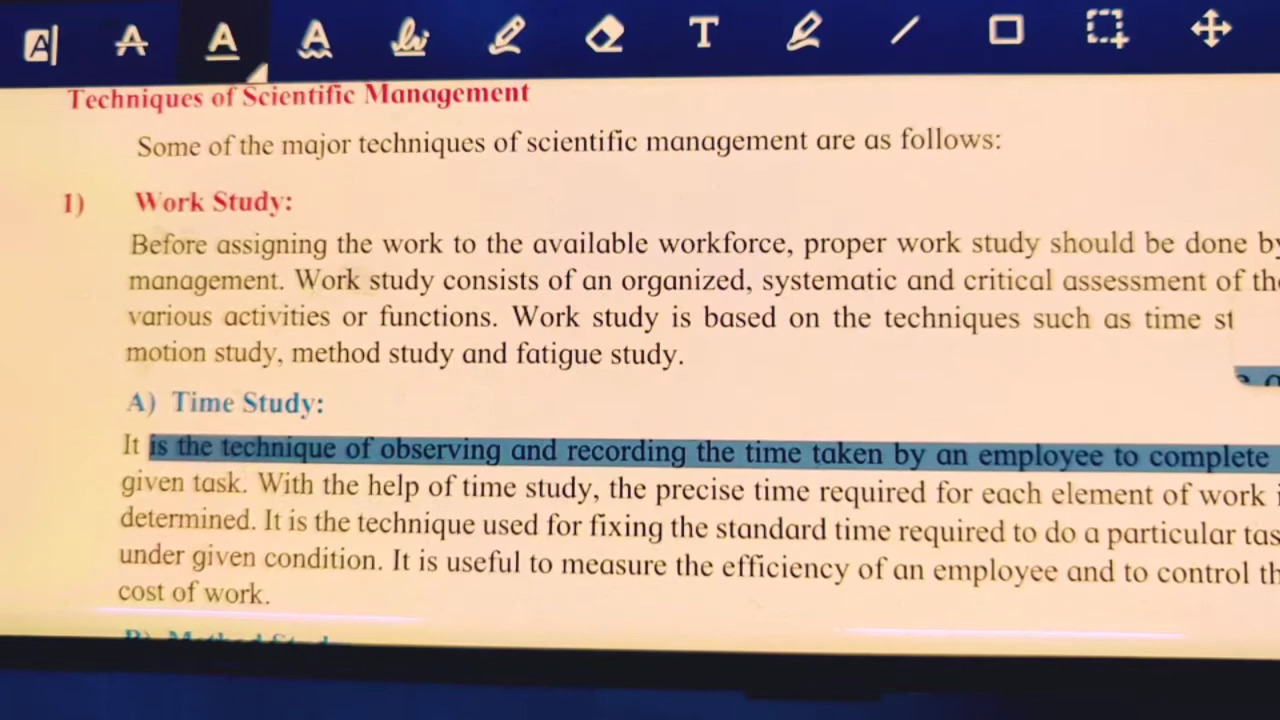 Techniques of Scientific Management
Some of the major techniques of scientific management are as follows:
1) Work Study:
Before assigning the work to the available workforce, proper work study should be done by
management. Work study consists of an organized, systematic and critical assessment of
various activities or functions. Work study is based on the techniques such as time
motion study, method study and fatigue study.
A) Time Study:
It is the technique of observing and recording the time taken by an employee to complete
given task. With the help of time study, the precise time required for each element of work
determined. It is the technique used for fixing the standard time required to do a particular
under given condition. It is useful to measure the efficiency of an employee and to control
cost of work.